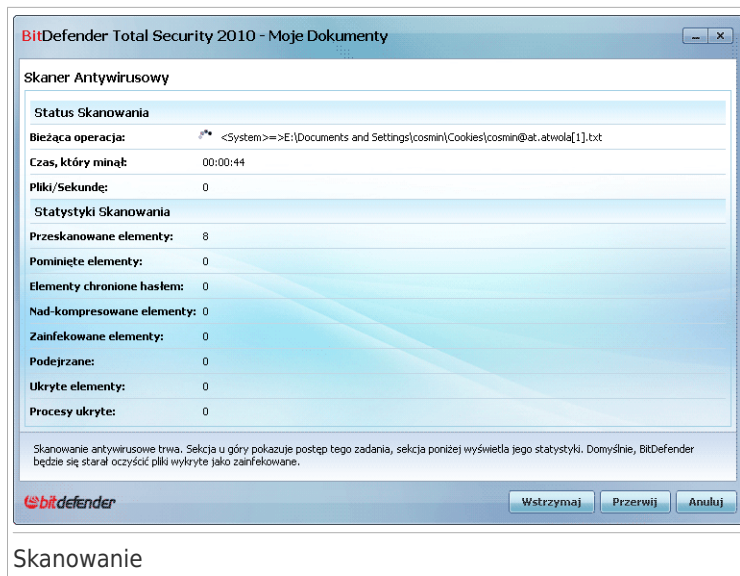 BitDefender Total Security 2010 - Moje Dokumenty
Skaner Antywirusowy
Status Skanowania
Bieżąca operacja: <System>=>E:\Documents and Settings\cosmin\Cookies\cosmin@at.atwola[1].txt
Czas, który minął: 00:00:44
Pliki/Sekundę: 0
Statystyki Skanowania
Przeskanowane elementy: 8
Pominięte elementy: 0
Elementy chronione hasłem: 0
Nad-kompresowane elementy: 0
Zainfekowane elementy: 0
Podejrzane: 0
Ukryte elementy: 0
Procesy ukryte: 0
Skanowanie antywirusowe trwa. Sekcja u góry pokazuje postęp tego zadania, sekcja poniżej wyświetla jego statystyki. Domyślnie, BitDefender
będzie się starał oczyścić pliki wykryte jako zainfekowane.
bitdefender
Wstrzymaj Przerwij Anuluj
Skanowanie